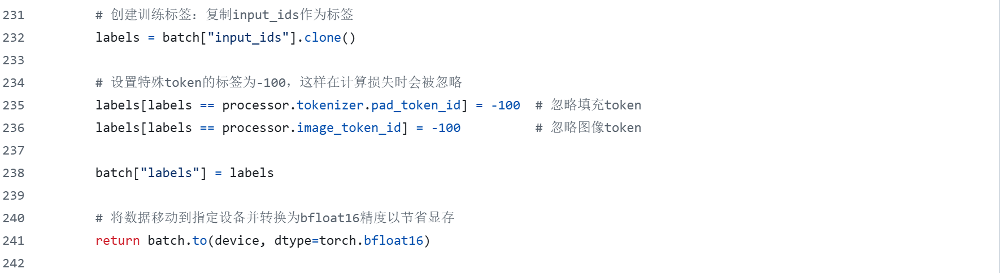 231 # 创建训练标签：复制input_ids作为标签
232 labels = batch["input_ids"].clone()
233
234 # 设置特殊token的标签为-100，这样在计算损失时会被忽略
235 labels[labels == processor.tokenizer.pad_token_id] = -100 # 忽略填充token
236 labels[labels == processor.image_token_id] = -100 # 忽略图像token
237
238 batch["labels"] = labels
239
240 # 将数据移动到指定设备并转换为bfloat16精度以节省显存
241 return batch.to(device, dtype=torch.bfloat16)
242